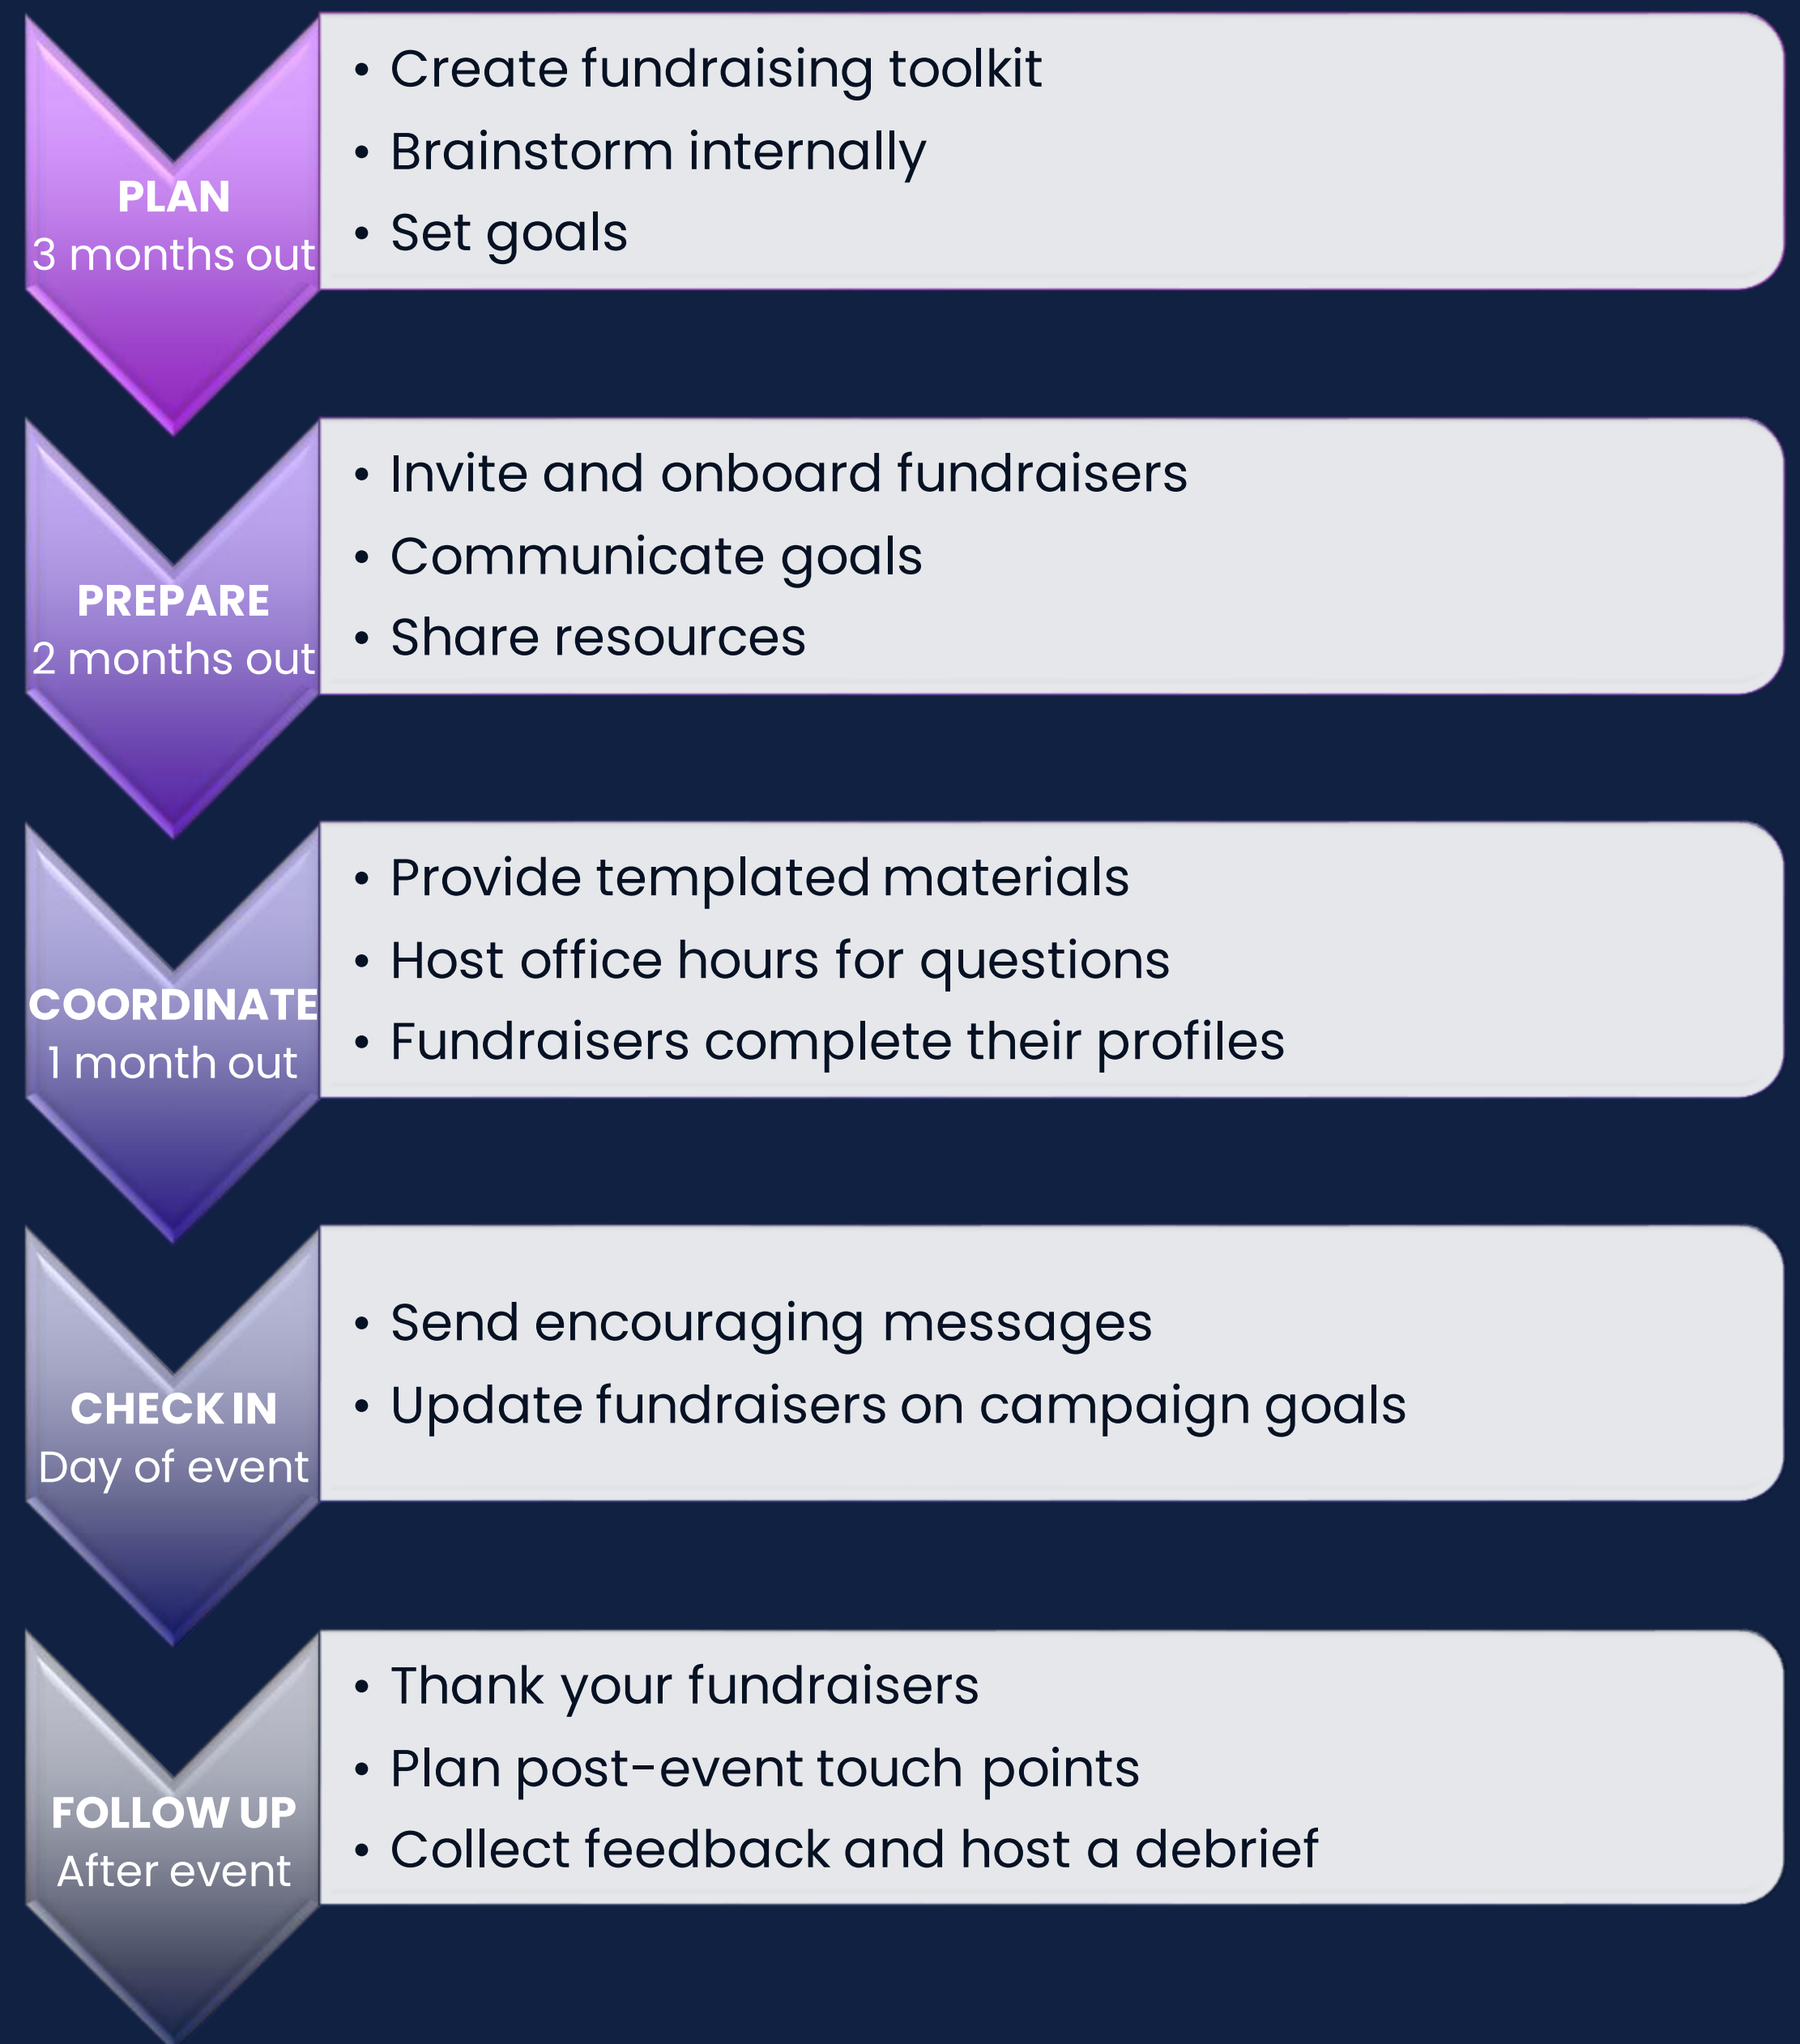 PLAN
3 months out
• Create fundraising toolkit
• Brainstorm internally
• Set goals
PREPARE
2 months out
• Invite and onboard fundraisers
• Communicate goals
• Share resources
COORDINATE
1 month out
• Provide templated materials
• Host office hours for questions
• Fundraisers complete their profiles
CHECK IN
Day of event
• Send encouraging messages
• Update fundraisers on campaign goals
FOLLOW UP
After event
• Thank your fundraisers
• Plan post-event touch points
• Collect feedback and host a debrief